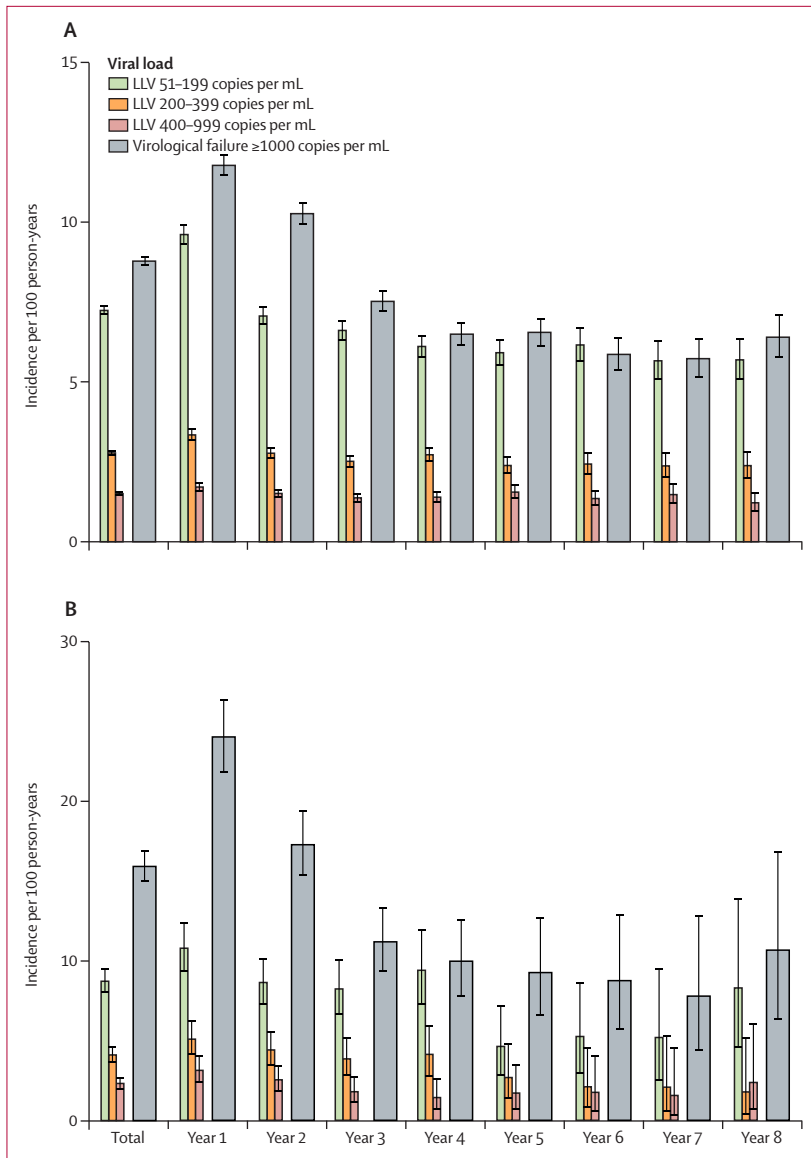 A
Viral load
LLV 51–199 copies per mL
LLV 200–399 copies per mL
LLV 400–999 copies per mL
Virological failure ≥1000 copies per mL
Incidence per 100 person-years
15
10
5
0
B
Incidence per 100 person-years
30
20
10
0
Total Year 1 Year 2 Year 3 Year 4 Year 5 Year 6 Year 7 Year 8